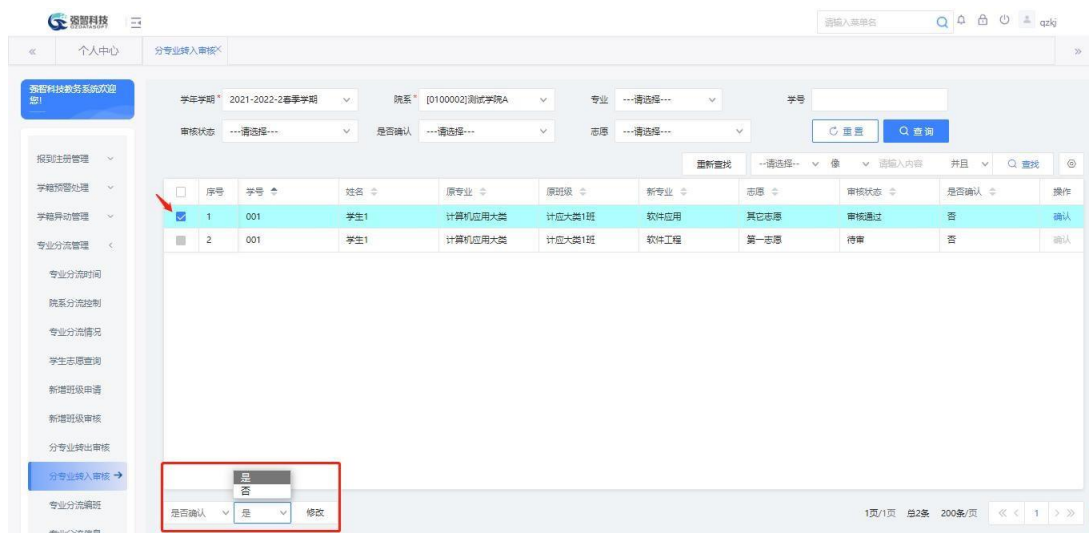 强智科技
QZDATASOFT
请输入菜单名
qzkj
个人中心
分专业转入审核
强智科技教务系统欢迎
您!
学年学期* 2021-2022-2春季学期 院系* [0100002]测试学院A 专业 ---请选择--- 学号
审核状态 ---请选择--- 是否确认 ---请选择--- 志愿 ---请选择--- 重置 查询
重新查找 --请选择-- 像 请输入内容 并且 查找
序号 学号 姓名 原专业 原班级 新专业 志愿 审核状态 是否确认 操作
1 001 学生1 计算机应用大类 计应大类1班 软件应用 其它志愿 审核通过 否 确认
2 001 学生1 计算机应用大类 计应大类1班 软件工程 第一志愿 待审 否 确认
报到注册管理
学籍预警处理
学籍异动管理
专业分流管理
专业分流时间
院系分流控制
专业分流情况
学生志愿查询
新增班级申请
新增班级审核
分专业转出审核
分专业转入审核
专业分流编班
是
否
是否确认 是 修改
1页/1页 总2条 200条/页 1